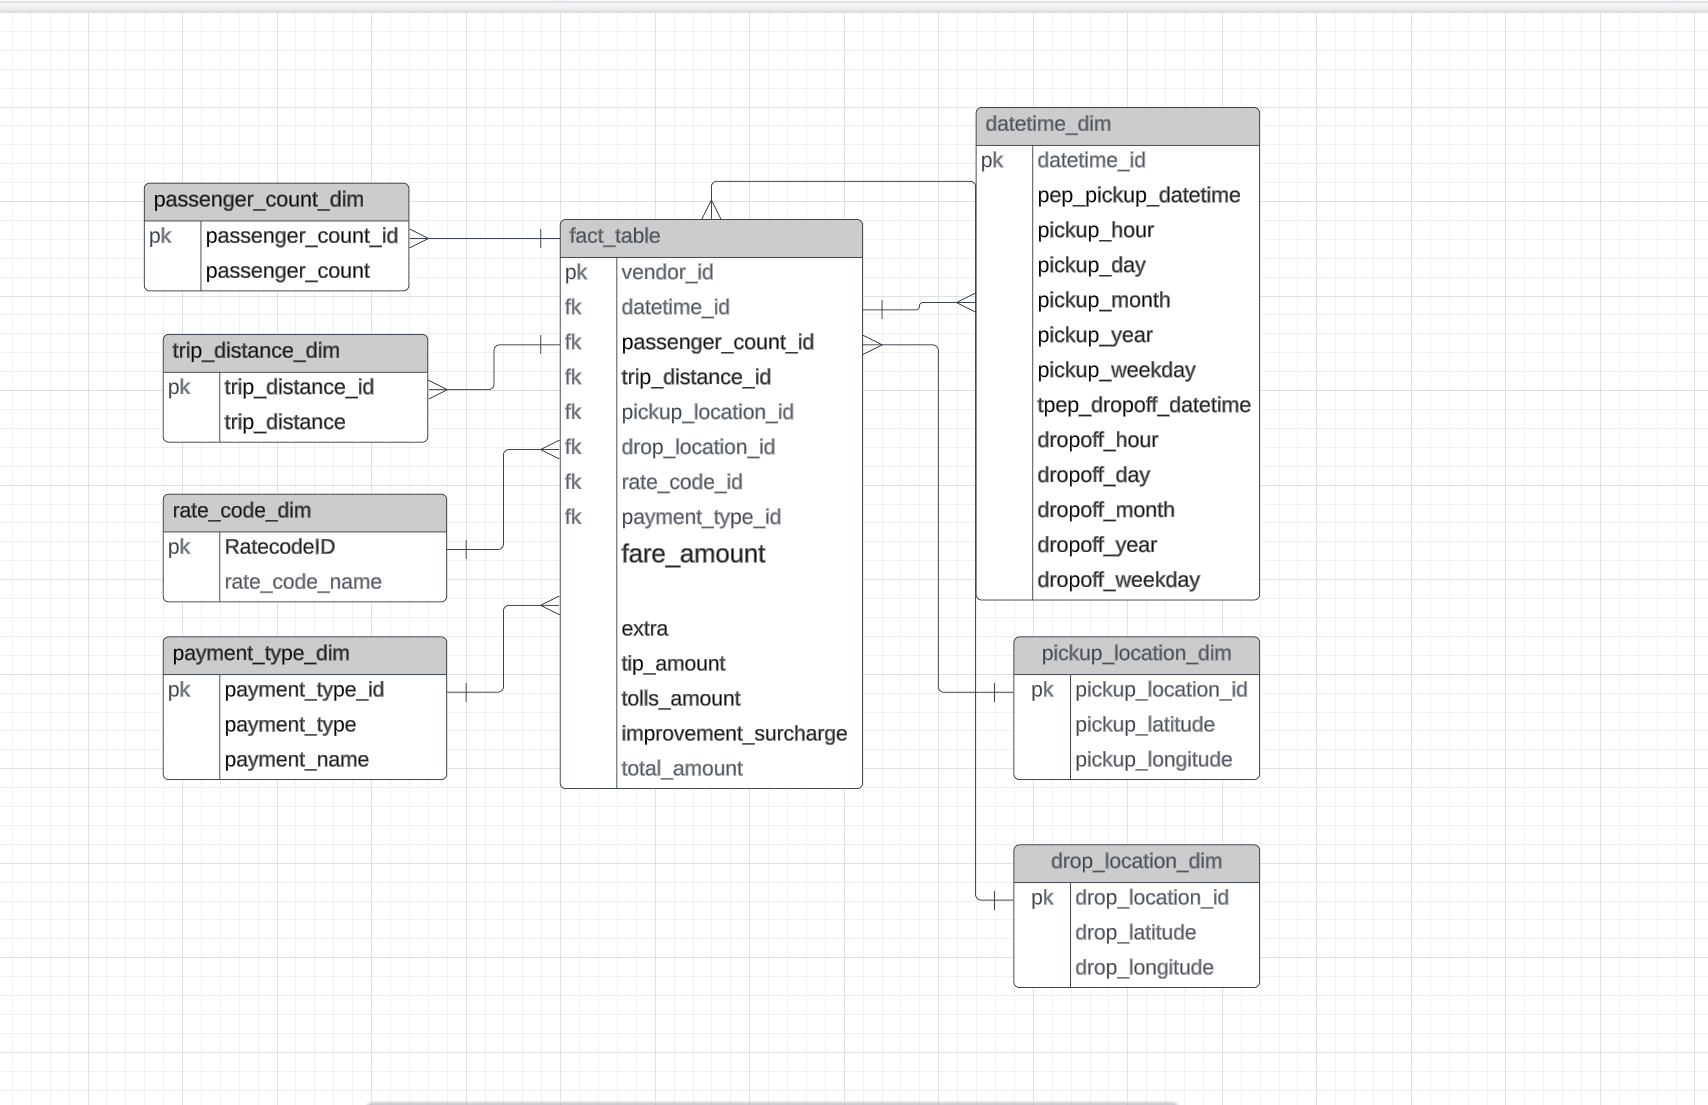 passenger_count_dim
pk passenger_count_id
passenger_count
trip_distance_dim
pk trip_distance_id
trip_distance
rate_code_dim
pk RatecodeID
rate_code_name
payment_type_dim
pk payment_type_id
payment_type
payment_name
fact_table
pk vendor_id
fk datetime_id
fk passenger_count_id
fk trip_distance_id
fk pickup_location_id
fk drop_location_id
fk rate_code_id
fk payment_type_id
fare_amount
extra
tip_amount
tolls_amount
improvement_surcharge
total_amount
datetime_dim
pk datetime_id
pep_pickup_datetime
pickup_hour
pickup_day
pickup_month
pickup_year
pickup_weekday
tpep_dropoff_datetime
dropoff_hour
dropoff_day
dropoff_month
dropoff_year
dropoff_weekday
pickup_location_dim
pk pickup_location_id
pickup_latitude
pickup_longitude
drop_location_dim
pk drop_location_id
drop_latitude
drop_longitude